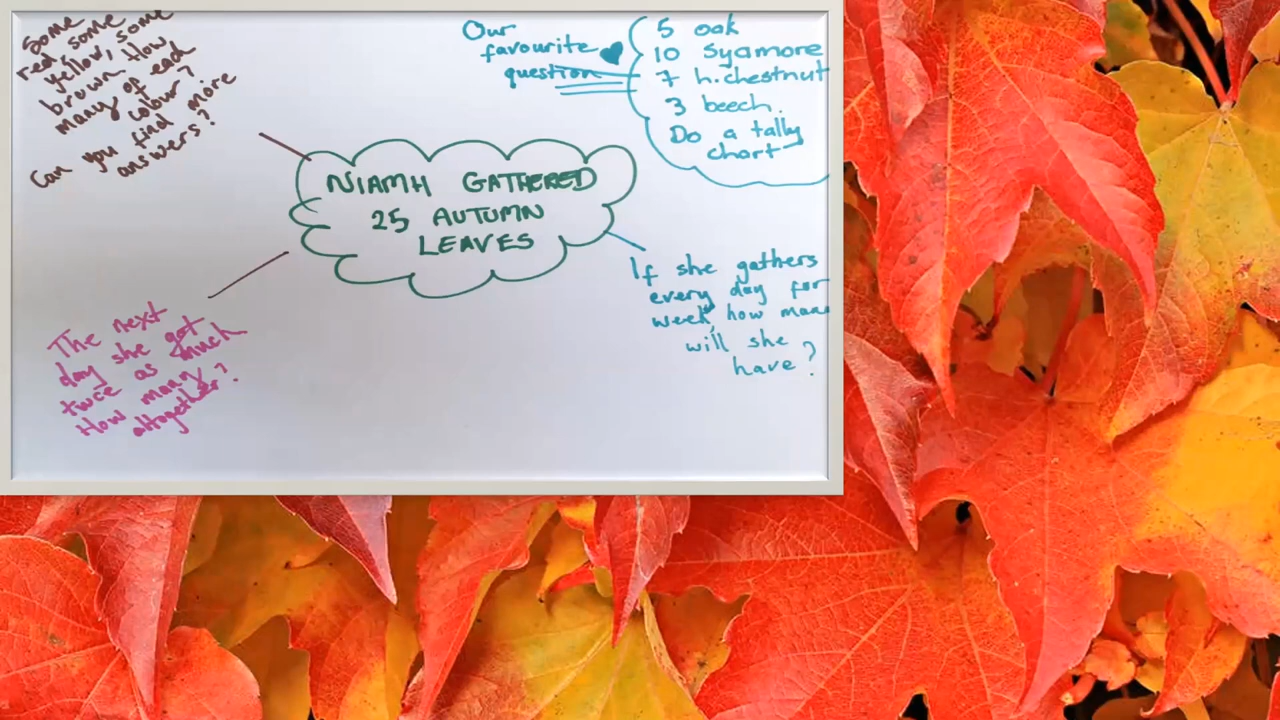 Some
red, some
yellow, some
brown. How
many of each
colour?
Can you find more
answers?
Our
favourite
question
5 oak
10 Syamore
7 h.chestnut
3 beech.
Do a tally
chart
NIAMH GATHERED
25 AUTUMN
LEAVES
If she gathers
every day for
week, how man
will she
have?
The next
day she got
twice as much
How many
altogether?